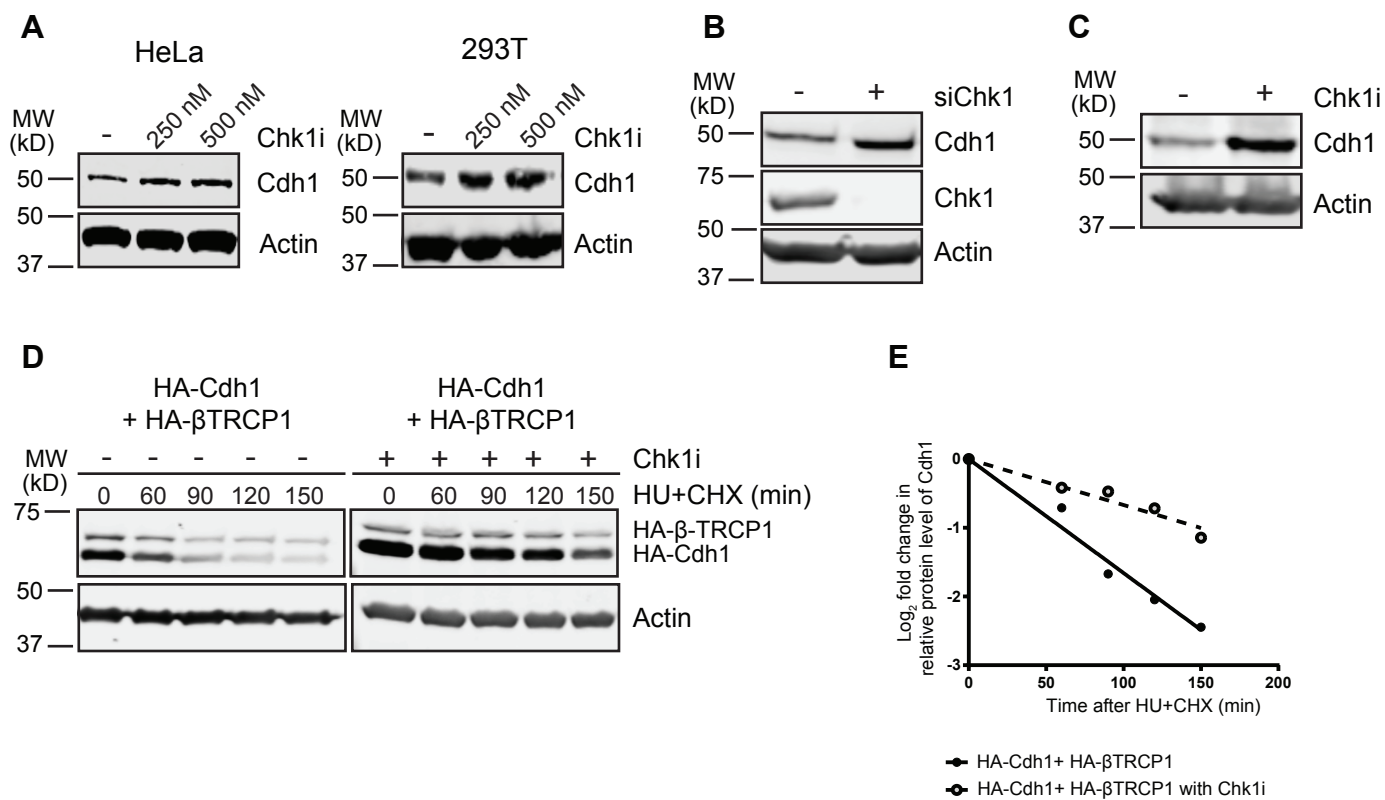 A
HeLa
293T
MW
(kD)
-
250 nM
500 nM
Chk1i
50
Cdh1
50
37
Actin
MW
(kD)
-
250 nM
500 nM
Chk1i
50
Cdh1
50
37
Actin
B
MW
(kD)
- +
siChk1
50
Cdh1
75
Chk1
50
Actin
37
C
MW
(kD)
- +
Chk1i
50
Cdh1
50
Actin
37
D
HA-Cdh1
+ HA-βTRCP1
HA-Cdh1
+ HA-βTRCP1
MW
(kD)
- - - - -
+ + + + +
Chk1i
0 60 90 120 150
0 60 90 120 150
HU+CHX (min)
75
HA-β-TRCP1
HA-Cdh1
50
Actin
37
E
Log₂ fold change in
relative protein level of Cdh1
0
-1
-2
-3
0 50 100 150 200
Time after HU+CHX (min)
HA-Cdh1+ HA-βTRCP1
HA-Cdh1+ HA-βTRCP1 with Chk1i